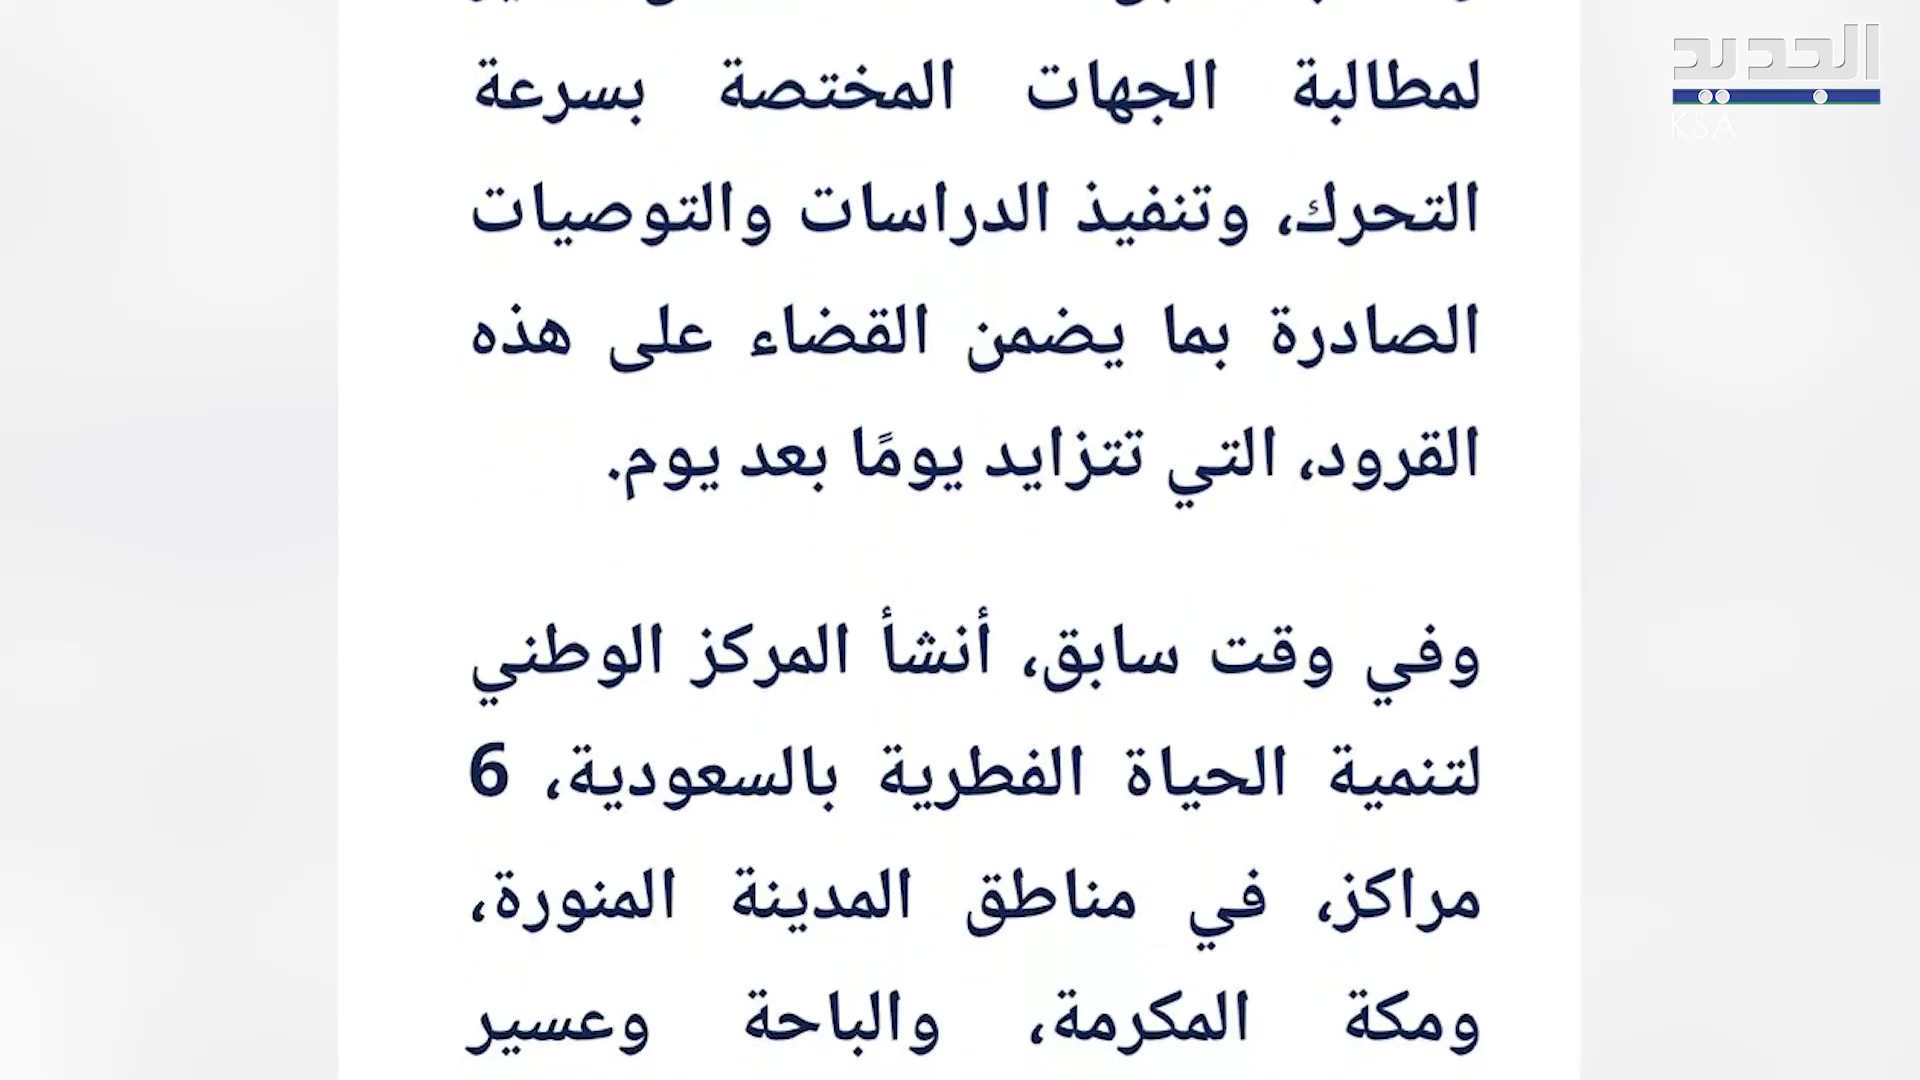 الجديد
KSA
لمطالبة الجهات المختصة بسرعة
التحرك، وتنفيذ الدراسات والتوصيات
الصادرة بما يضمن القضاء على هذه
القرود، التي تتزايد يومًا بعد يوم.
وفي وقت سابق، أنشأ المركز الوطني
لتنمية الحياة الفطرية بالسعودية، 6
مراكز، في مناطق المدينة المنورة،
ومكة المكرمة، والباحة وعسير